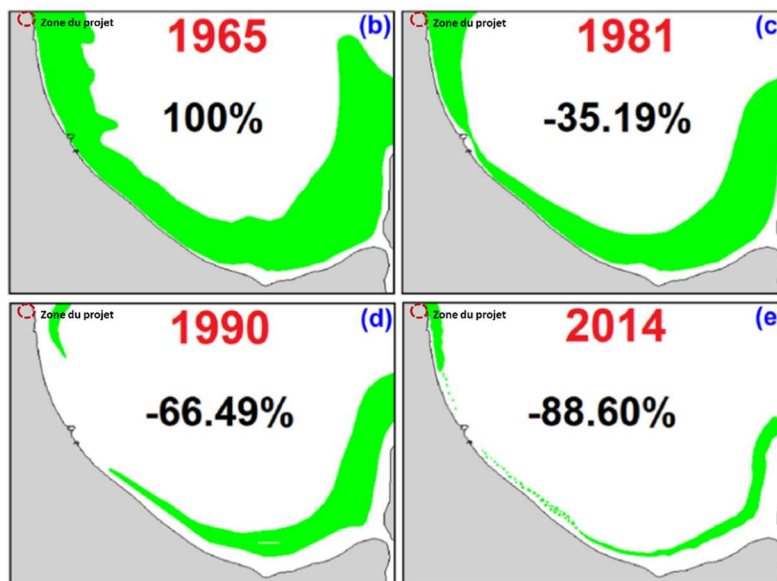 Zone du projet
1965
(b)
100%
Zone du projet
1981
(c
-35.19%
Zone du projet
1990
(d)
-66.49%
Zone du projet
2014
(e
-88.60%